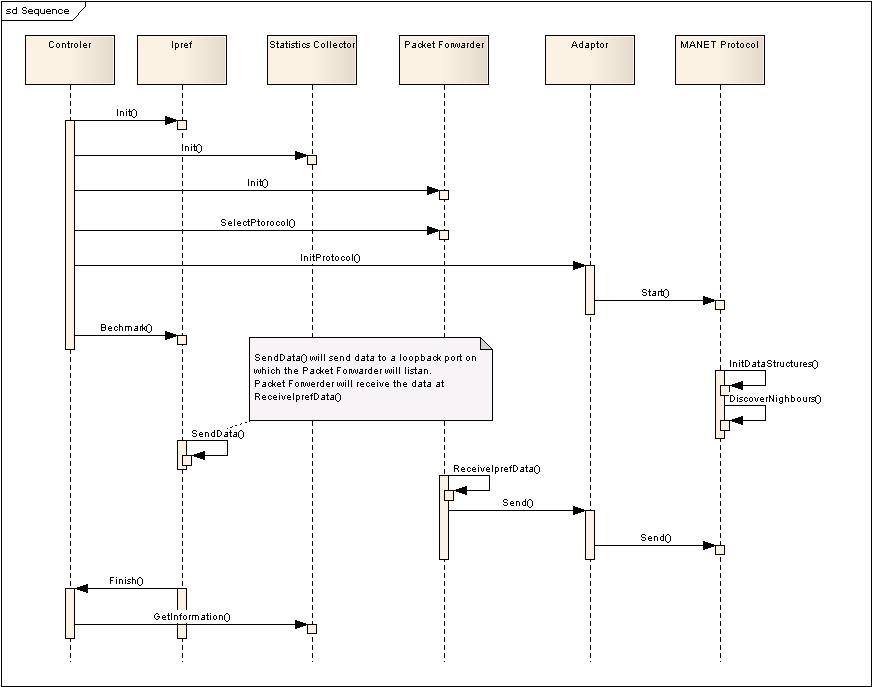 sd Sequence
Controler
Ipref
Statistics Collector
Packet Forwarder
Adaptor
MANET Protocol
Init()
Init()
Init()
SelectPtorocol()
InitProtocol()
Start()
Bechmark()
SendData() will send data to a loopback port on
which the Packet Forwarder will listan.
Packet Forwerder will receive the data at
ReceiveIprefData()
InitDataStructures()
DiscoverNighbours()
SendData()
ReceiveIprefData()
Send()
Send()
Finish()
GetInformation()